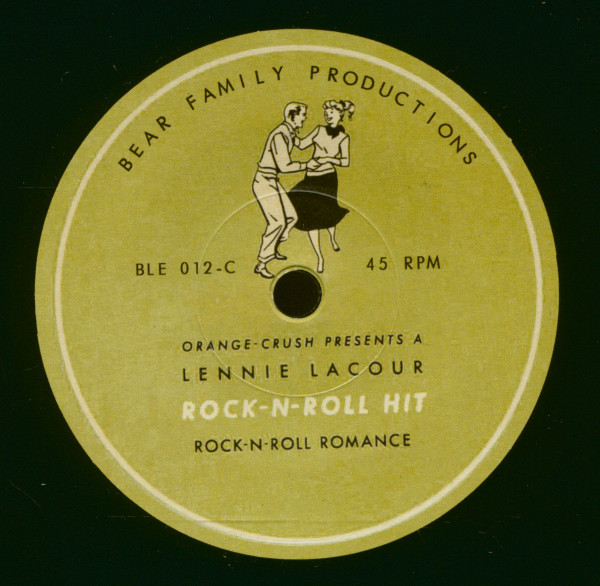 BEAR FAMILY PRODUCTIONS
BLE 012-C 45 RPM
ORANGE-CRUSH PRESENTS A
LENNIE LACOUR
ROCK-N-ROLL HIT
ROCK-N-ROLL ROMANCE